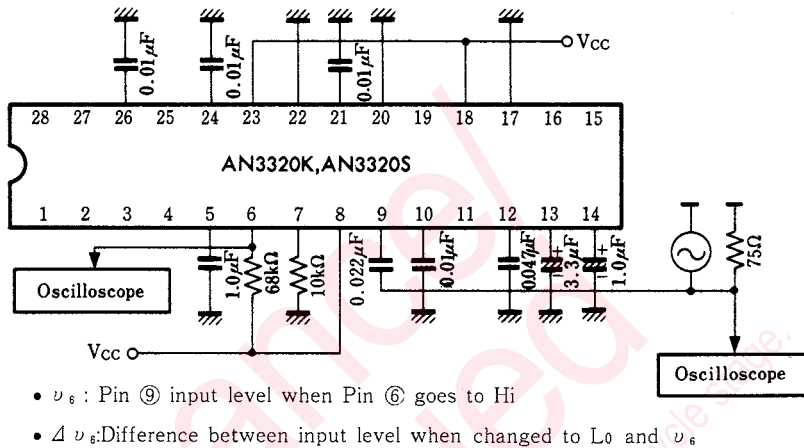 0.01μF
0.01μF
0.01μF
VCC
28 27 26 25 24 23 22 21 20 19 18 17 16 15
AN3320K,AN3320S
1 2 3 4 5 6 7 8 9 10 11 12 13 14
1.0μF
68kΩ
10kΩ
0.022μF
0.01μF
0.047μF
+
3.3μF
+
1.0μF
75Ω
Oscilloscope
VCC
Oscilloscope
• υ6 : Pin ⑨ input level when Pin ⑥ goes to Hi
• Δ υ6:Difference between input level when changed to L0 and υ6
cle stage.